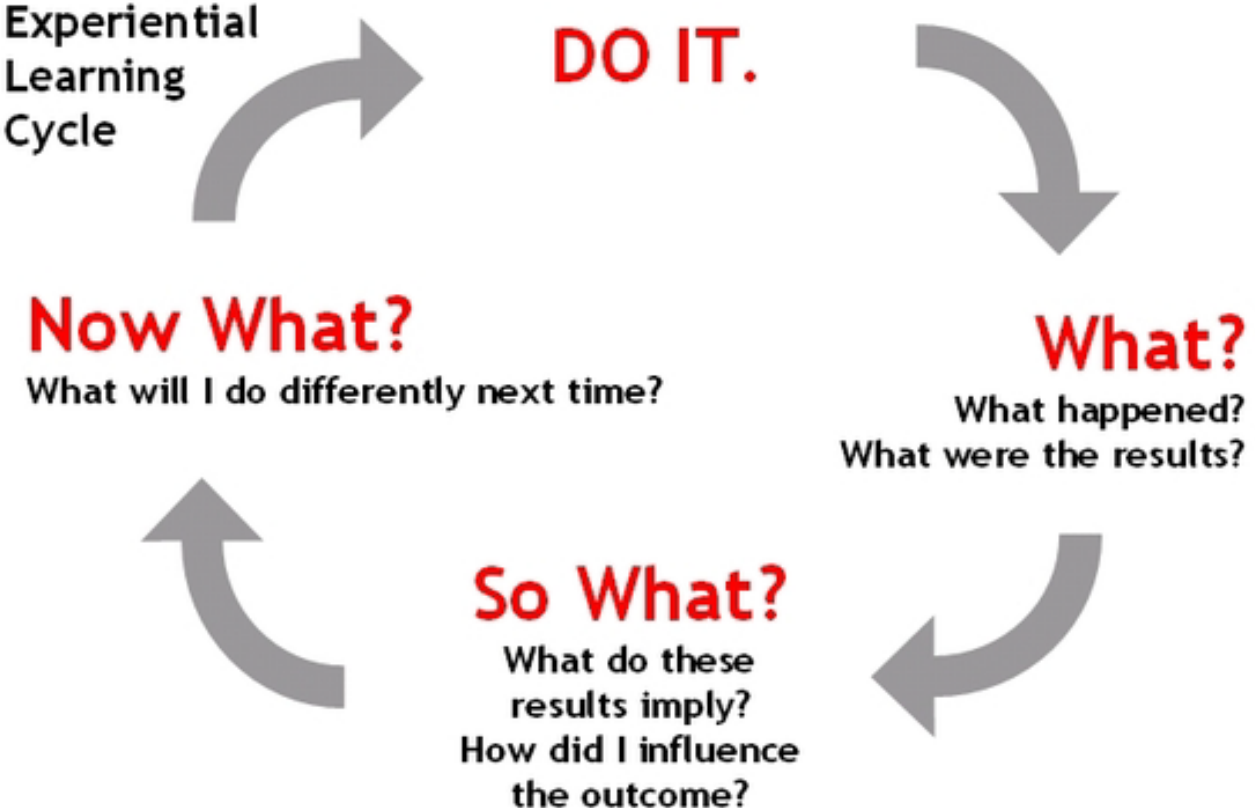 Experiential
Learning
Cycle
DO IT.
What?
What happened?
What were the results?
So What?
What do these
results imply?
How did I influence
the outcome?
Now What?
What will I do differently next time?